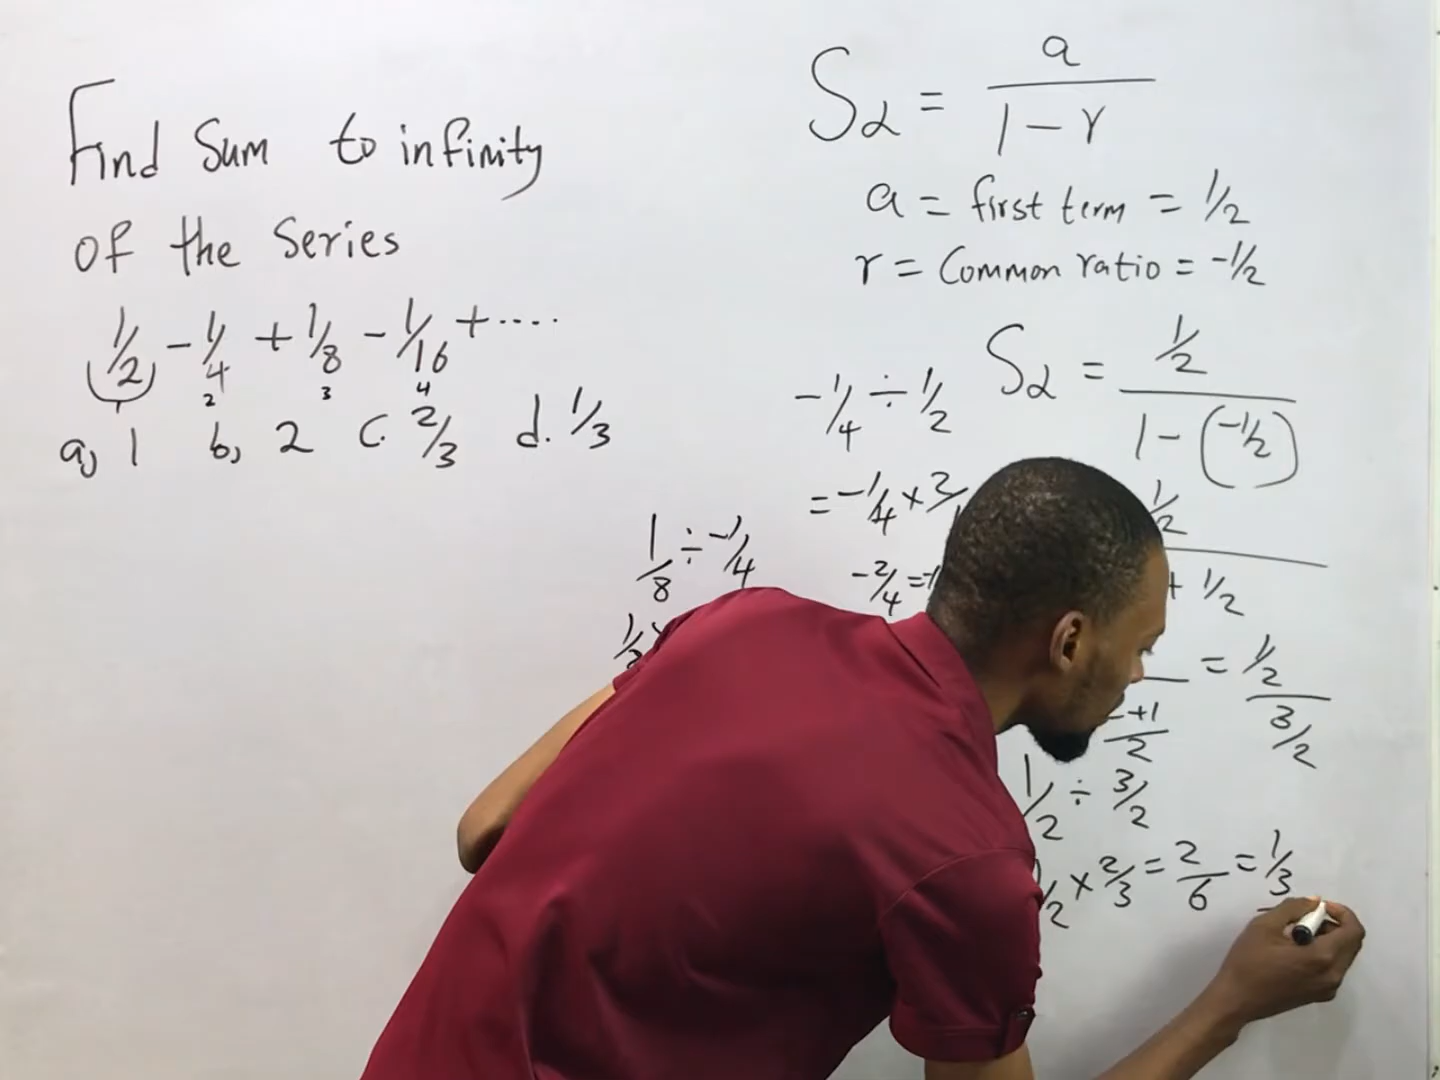 Find Sum to infinity
of the Series
1/2 - 1/4 + 1/8 - 1/16 + ....
2 3 4
a, 1 b, 2 c. 2/3 d. 1/3
S∝ = a / 1 - r
a = first term = 1/2
r = Common ratio = -1/2
S∝ = 1/2 / 1 - (-1/2)
-1/4 ÷ 1/2
= -1/4 × 2/1
-2/4 =
1/8 ÷ -1/4
1/2
+ 1/2
+1 / 2
= 1/2 / 3/2
1/2 ÷ 3/2
1/2 × 2/3 = 2/6 = 1/3